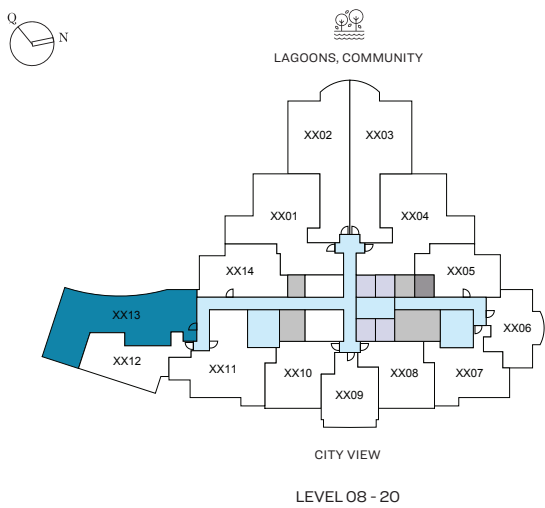 Q
N
LAGOONS, COMMUNITY
XX02
XX03
XX01
XX04
XX14
XX05
XX13
XX06
XX12
XX11
XX10
XX09
XX08
XX07
CITY VIEW
LEVEL 08 - 20